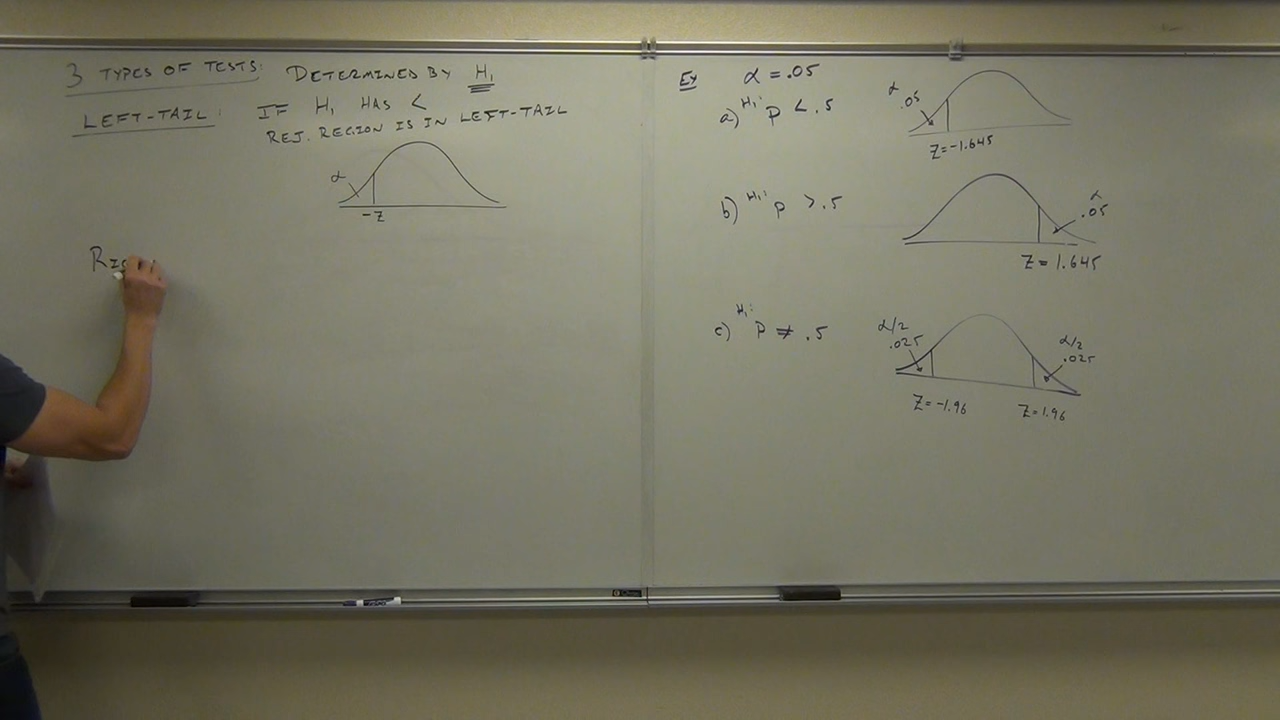 3 TYPES OF TESTS: DETERMINED BY H₁
LEFT-TAIL: IF H₁ HAS <
REJ. REGION IS IN LEFT-TAIL
α
-Z
Ex α = .05
a) H₁: P < .5
α .05
Z = -1.645
b) H₁: P > .5
α
.05
Z = 1.645
c) H₁: P ≠ .5
α/2
.025
α/2
.025
Z = -1.96
Z = 1.96